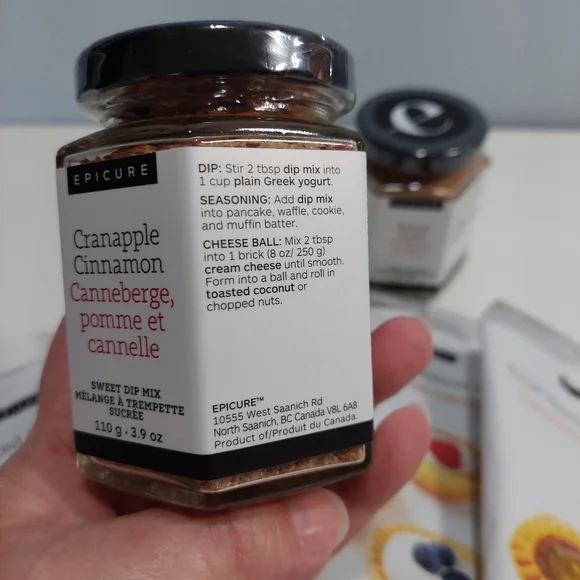 EPICURE
Cranapple
Cinnamon
Canneberge,
pomme et
cannelle
SWEET DIP MIX
MÉLANGE À TREMPETTE
SUCRÉE
110 g • 3.9 oz
DIP: Stir 2 tbsp dip mix into
1 cup plain Greek yogurt.
SEASONING: Add dip mix
into pancake, waffle, cookie,
and muffin batter.
CHEESE BALL: Mix 2 tbsp
into 1 brick (8 oz/ 250 g)
cream cheese until smooth.
Form into a ball and roll in
toasted coconut or
chopped nuts.
EPICURE™
10555 West Saanich Rd
North Saanich, BC Canada V8L 6A8
Product of/Produit du Canada.
e